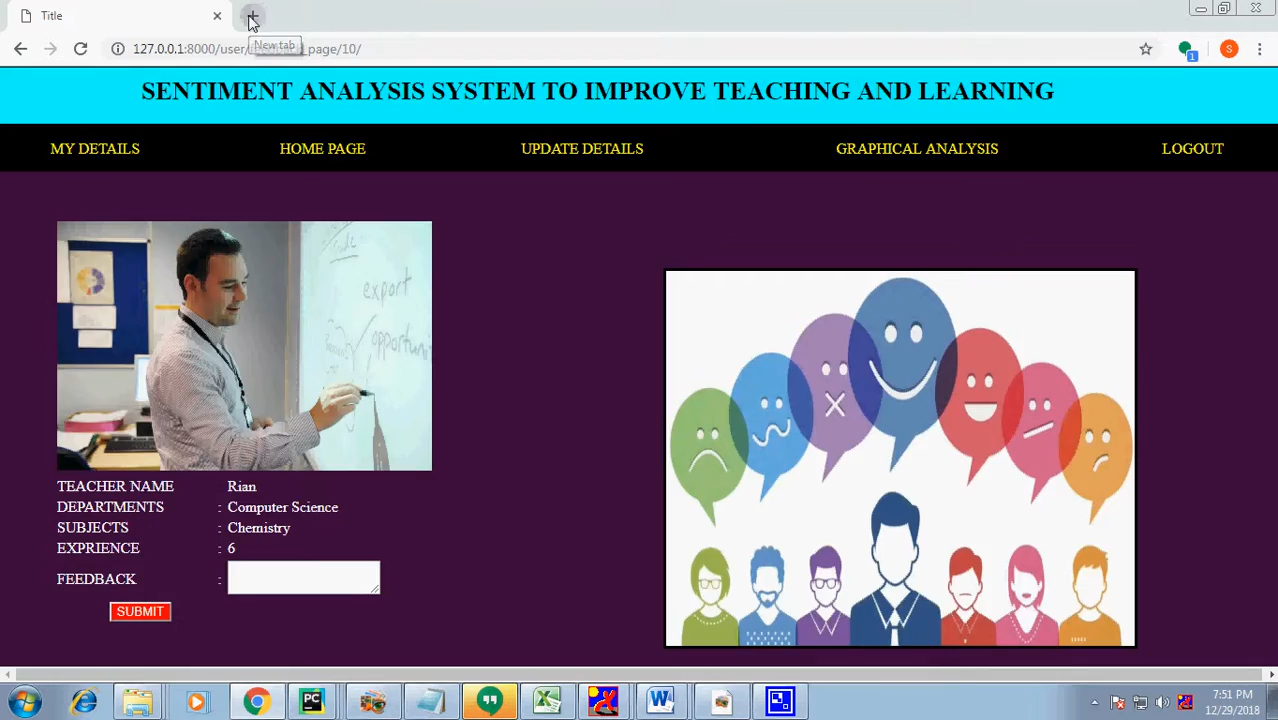 Title
New tab
127.0.0.1:8000/user/ page/10/
S
1
SENTIMENT ANALYSIS SYSTEM TO IMPROVE TEACHING AND LEARNING
MY DETAILS HOME PAGE UPDATE DETAILS GRAPHICAL ANALYSIS LOGOUT
export
TEACHER NAME Rian
DEPARTMENTS : Computer Science
SUBJECTS : Chemistry
EXPRIENCE : 6
FEEDBACK :
SUBMIT
PC
W
7:51 PM
12/29/2018